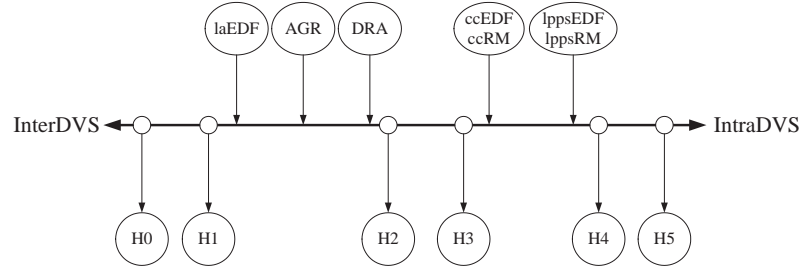 laEDF
AGR
DRA
ccEDF
ccRM
lppsEDF
lppsRM
InterDVS
IntraDVS
H0
H1
H2
H3
H4
H5